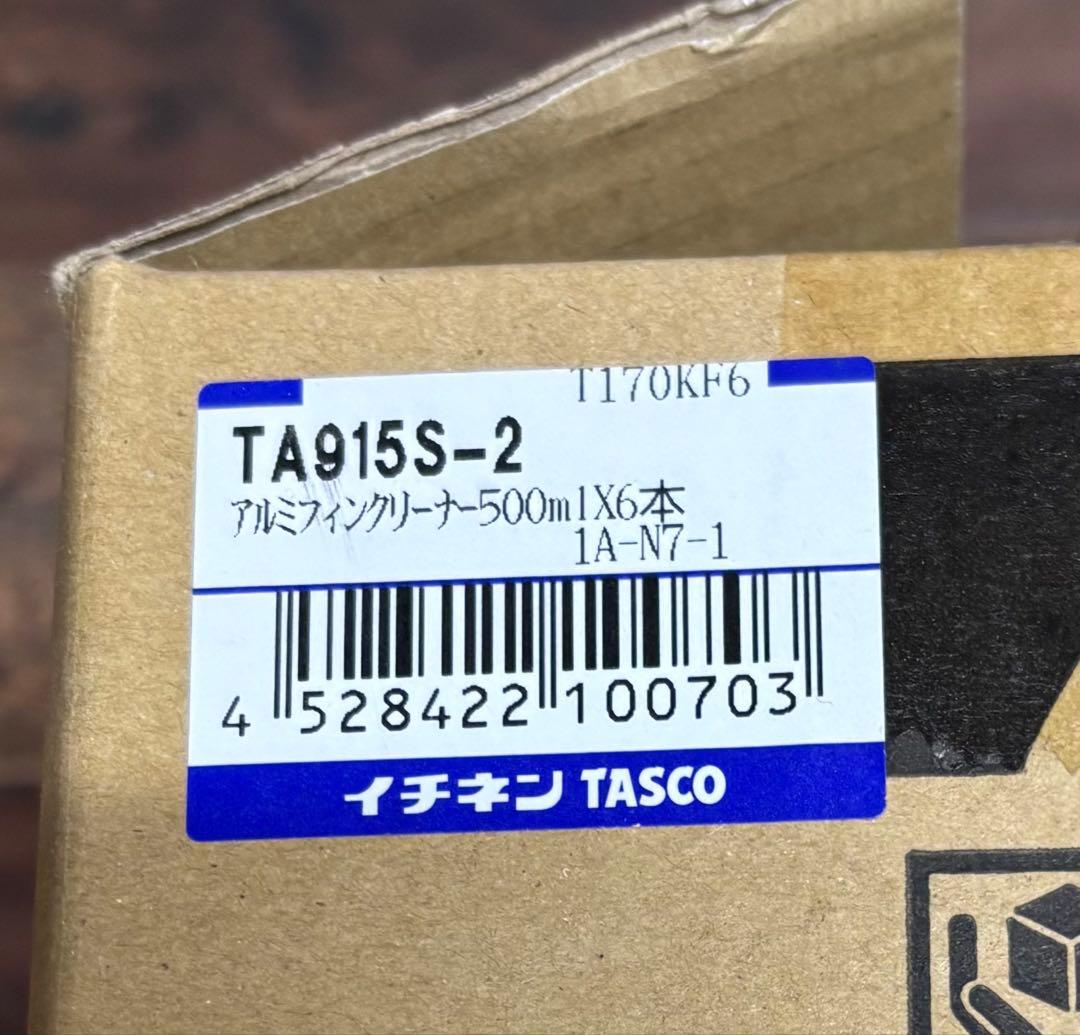 T170KF6
TA915S-2
ｱﾙﾐﾌｨﾝｸﾘｰﾅｰ500ml X6本
1A-N7-1
4 528422 100703
イチネン TASCO